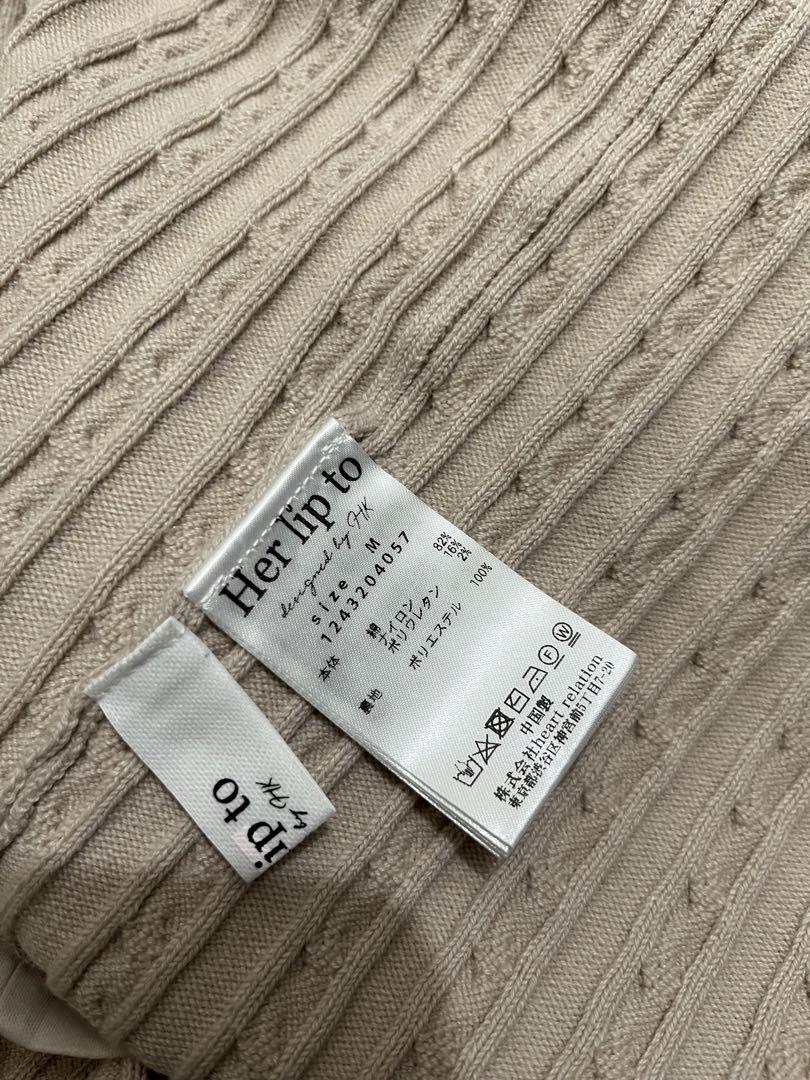 Her lip to
designed by HK
size M
1243204057
本体 綿 82%
ナイロン 16%
ポリウレタン 2%
裏地 ポリエステル 100%
中国製
株式会社heart relation
東京都渋谷区神宮前5丁目7-20
ip to
by HK